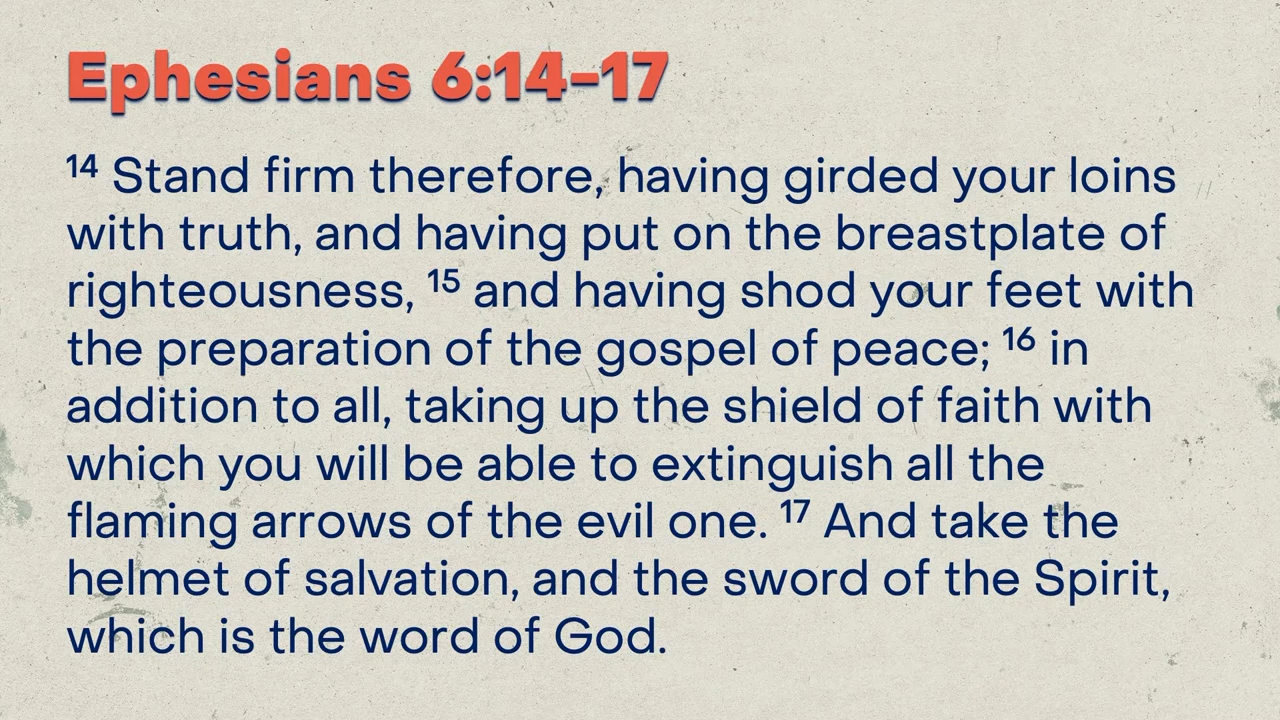 Ephesians 6:14-17
¹⁴ Stand firm therefore, having girded your loins
with truth, and having put on the breastplate of
righteousness, ¹⁵ and having shod your feet with
the preparation of the gospel of peace; ¹⁶ in
addition to all, taking up the shield of faith with
which you will be able to extinguish all the
flaming arrows of the evil one. ¹⁷ And take the
helmet of salvation, and the sword of the Spirit,
which is the word of God.